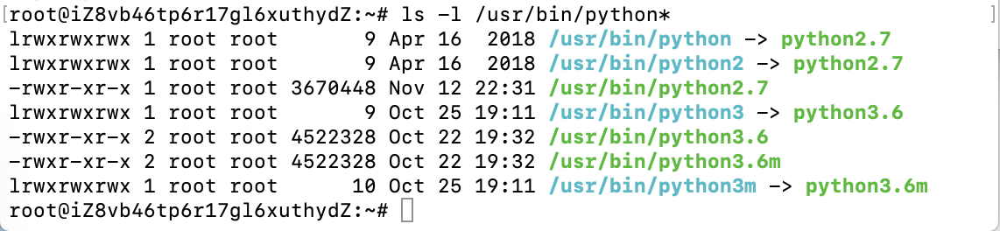 [root@iZ8vb46tp6r17gl6xuthydZ:~# ls -l /usr/bin/python* ]
lrwxrwxrwx 1 root root       9 Apr 16  2018 /usr/bin/python -> python2.7
lrwxrwxrwx 1 root root       9 Apr 16  2018 /usr/bin/python2 -> python2.7
-rwxr-xr-x 1 root root 3670448 Nov 12 22:31 /usr/bin/python2.7
lrwxrwxrwx 1 root root       9 Oct 25 19:11 /usr/bin/python3 -> python3.6
-rwxr-xr-x 2 root root 4522328 Oct 22 19:32 /usr/bin/python3.6
-rwxr-xr-x 2 root root 4522328 Oct 22 19:32 /usr/bin/python3.6m
lrwxrwxrwx 1 root root      10 Oct 25 19:11 /usr/bin/python3m -> python3.6m
root@iZ8vb46tp6r17gl6xuthydZ:~#